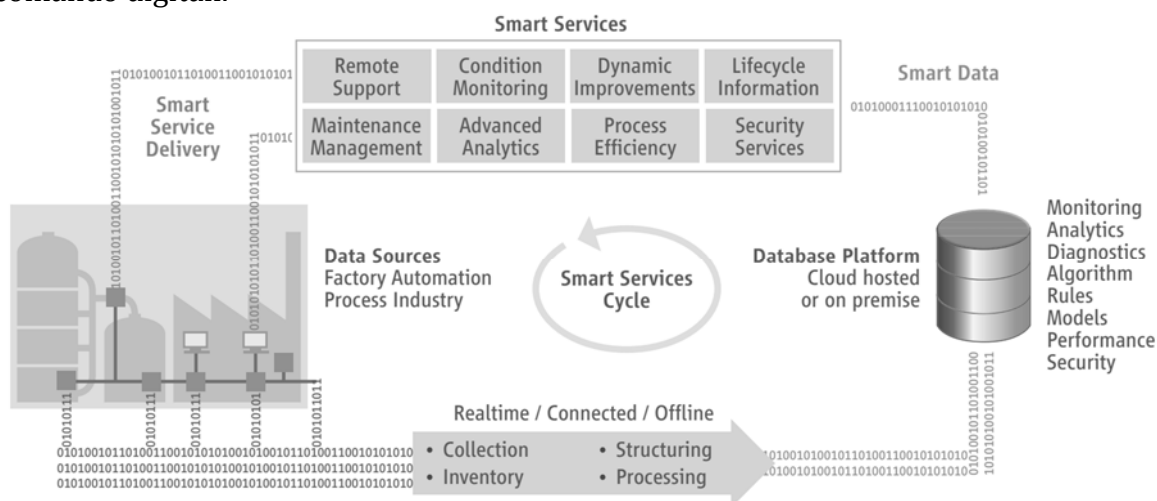 comando digitali.
Smart Services
Remote
Support
Condition
Monitoring
Dynamic
Improvements
Lifecycle
Information
Maintenance
Management
Advanced
Analytics
Process
Efficiency
Security
Services
Smart
Service
Delivery
Smart Data
Data Sources
Factory Automation
Process Industry
Smart Services
Cycle
Database Platform
Cloud hosted
or on premise
Monitoring
Analytics
Diagnostics
Algorithm
Rules
Models
Performance
Security
Realtime / Connected / Offline
• Collection
• Inventory
• Structuring
• Processing